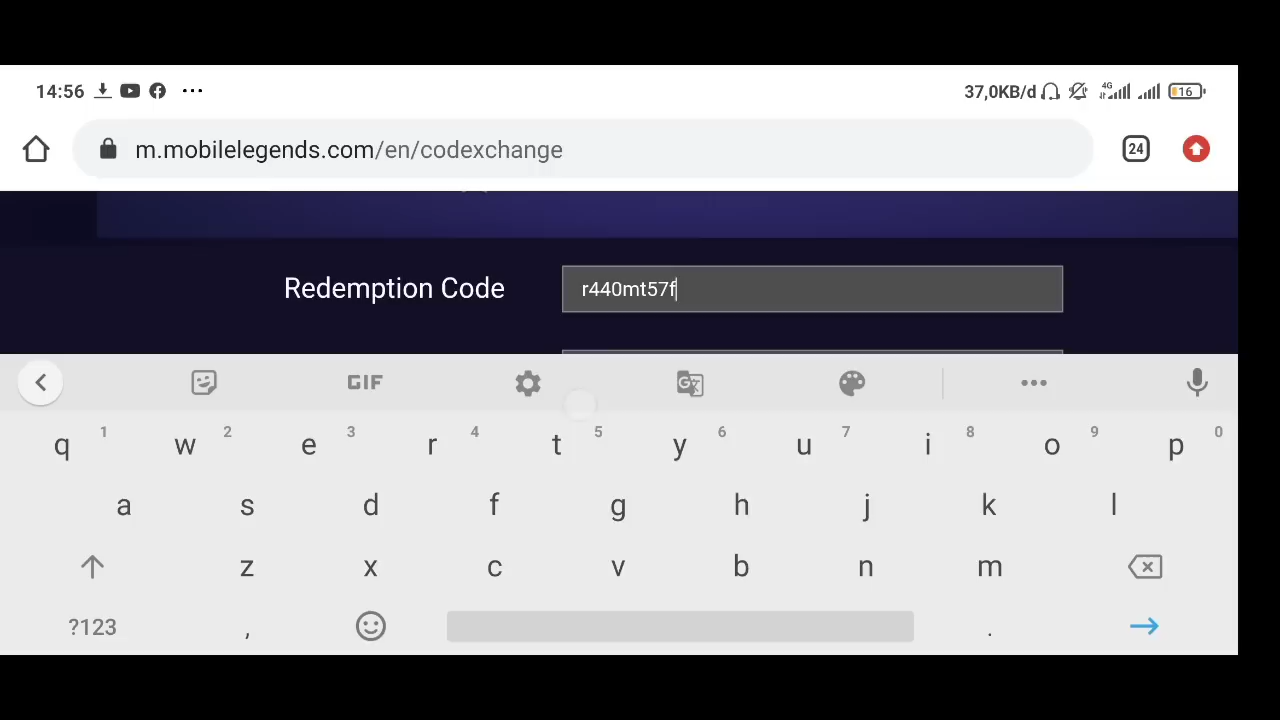 14:56 37,0KB/d 4G 16
m.mobilelegends.com/en/codexchange 24
Redemption Code r440mt57f
GIF
q 1 w 2 e 3 r 4 t 5 y 6 u 7 i 8 o 9 p 0
a s d f g h j k l
z x c v b n m
?123 , .